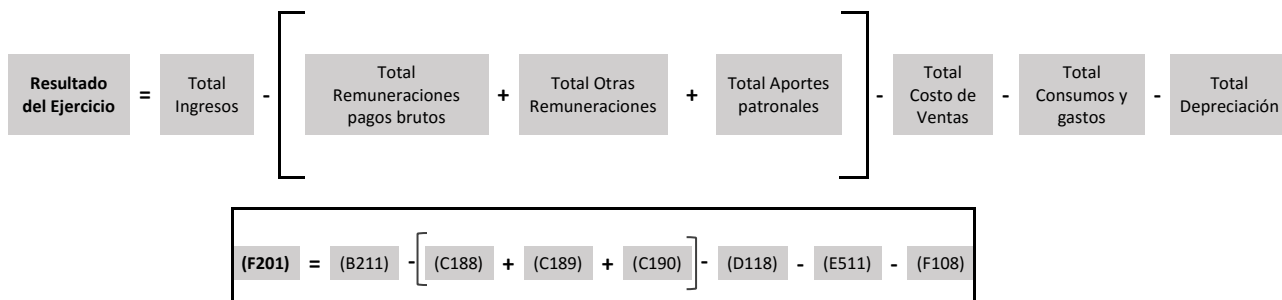 Resultado del Ejercicio = Total Ingresos - [ Total Remuneraciones pagos brutos + Total Otras Remuneraciones + Total Aportes patronales ] - Total Costo de Ventas - Total Consumos y gastos - Total Depreciación
(F201) = (B211) - [ (C188) + (C189) + (C190) ] - (D118) - (E511) - (F108)